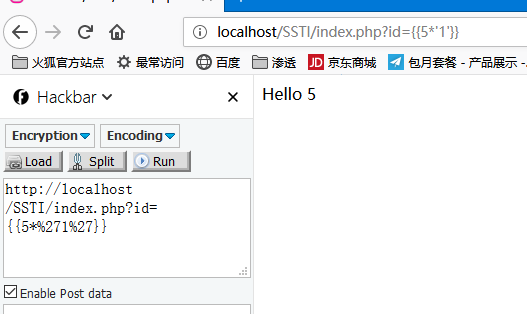 localhost/SSTI/index.php?id={{5*'1'}}
火狐官方站点 最常访问 百度 渗透 JD 京东商城 包月套餐 - 产品展示 -
Hackbar
Hello 5
Encryption Encoding
Load Split Run
http://localhost
/SSTI/index.php?id=
{{5*%271%27}}
Enable Post data